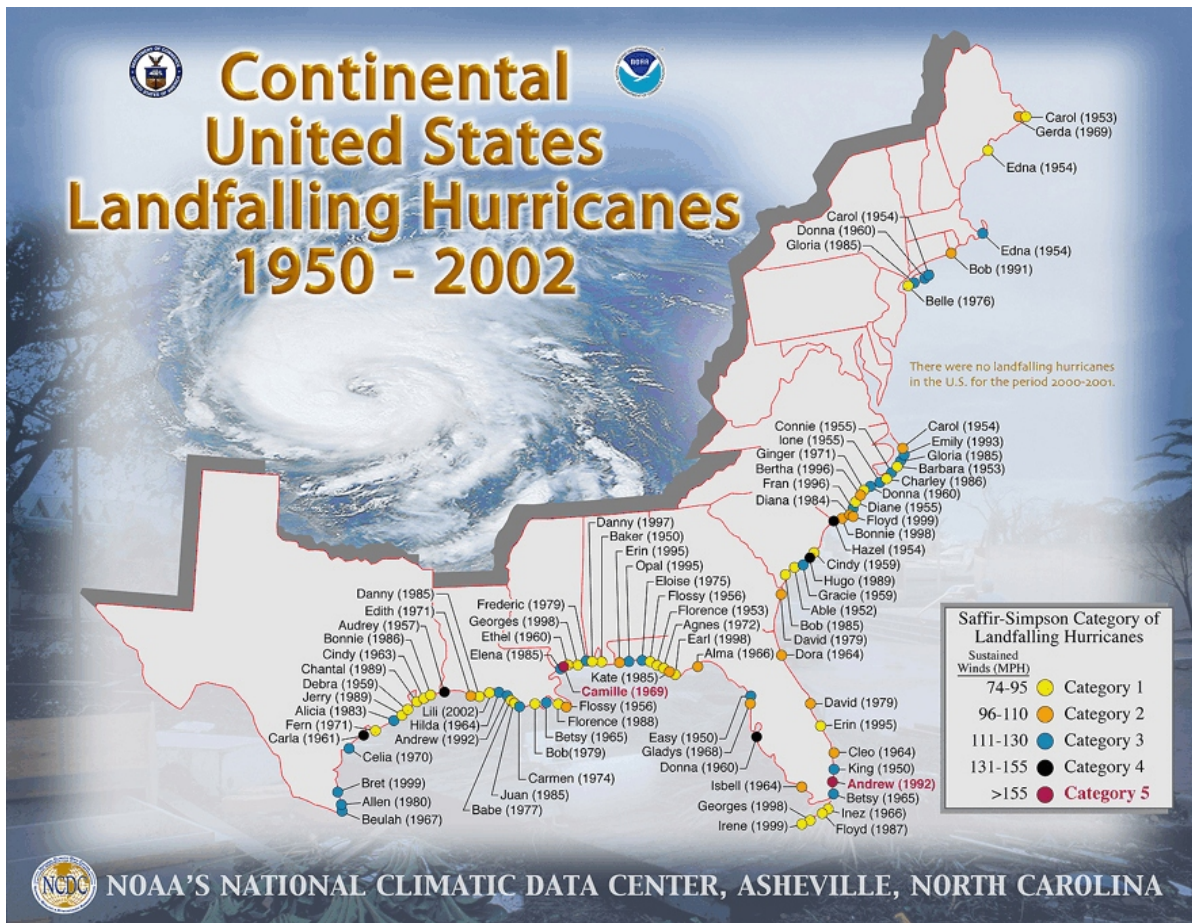 Continental
United States
Landfalling Hurricanes
1950 - 2002
NOAA
Carol (1953)
Gerda (1969)
Edna (1954)
Carol (1954)
Donna (1960)
Gloria (1985)
Edna (1954)
Bob (1991)
Belle (1976)
There were no landfalling hurricanes
in the U.S. for the period 2000-2001.
Connie (1955)
Ione (1955)
Ginger (1971)
Bertha (1996)
Fran (1996)
Diana (1984)
Carol (1954)
Emily (1993)
Gloria (1985)
Barbara (1953)
Charley (1986)
Donna (1960)
Diane (1955)
Floyd (1999)
Bonnie (1998)
Hazel (1954)
Cindy (1959)
Hugo (1989)
Gracie (1959)
Able (1952)
Bob (1985)
David (1979)
Dora (1964)
Danny (1997)
Baker (1950)
Erin (1995)
Opal (1995)
Eloise (1975)
Flossy (1956)
Florence (1953)
Agnes (1972)
Earl (1998)
Alma (1966)
Kate (1985)
Frederic (1979)
Georges (1998)
Ethel (1960)
Elena (1985)
Camille (1969)
Danny (1985)
Edith (1971)
Audrey (1957)
Bonnie (1986)
Cindy (1963)
Chantal (1989)
Debra (1959)
Jerry (1989)
Alicia (1983)
Fern (1971)
Carla (1961)
Celia (1970)
Bret (1999)
Allen (1980)
Beulah (1967)
Lili (2002)
Hilda (1964)
Andrew (1992)
Flossy (1956)
Florence (1988)
Betsy (1965)
Bob(1979)
Carmen (1974)
Juan (1985)
Babe (1977)
Easy (1950)
Gladys (1968)
Donna (1960)
Isbell (1964)
Georges (1998)
Irene (1999)
David (1979)
Erin (1995)
Cleo (1964)
King (1950)
Andrew (1992)
Betsy (1965)
Inez (1966)
Floyd (1987)
Saffir-Simpson Category of
Landfalling Hurricanes
Sustained
Winds (MPH)
74-95 Category 1
96-110 Category 2
111-130 Category 3
131-155 Category 4
>155 Category 5
NCDC
NOAA'S NATIONAL CLIMATIC DATA CENTER, ASHEVILLE, NORTH CAROLINA